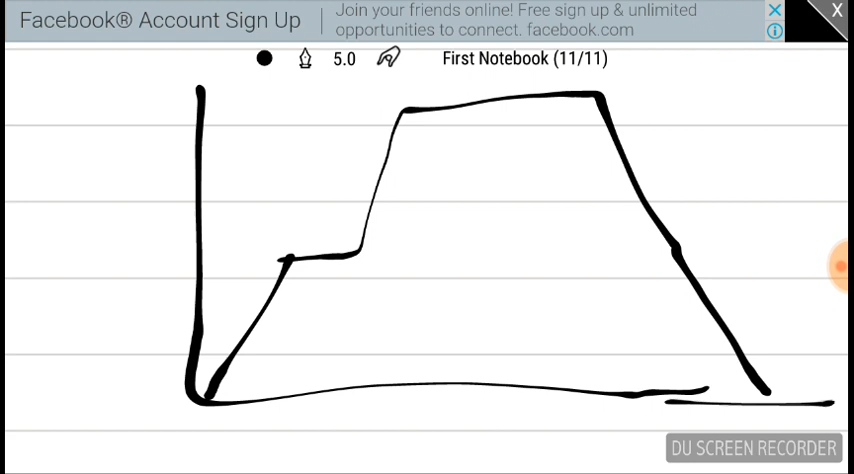 Facebook® Account Sign Up
Join your friends online! Free sign up & unlimited
opportunities to connect. facebook.com
X
5.0 First Notebook (11/11)
DU SCREEN RECORDER